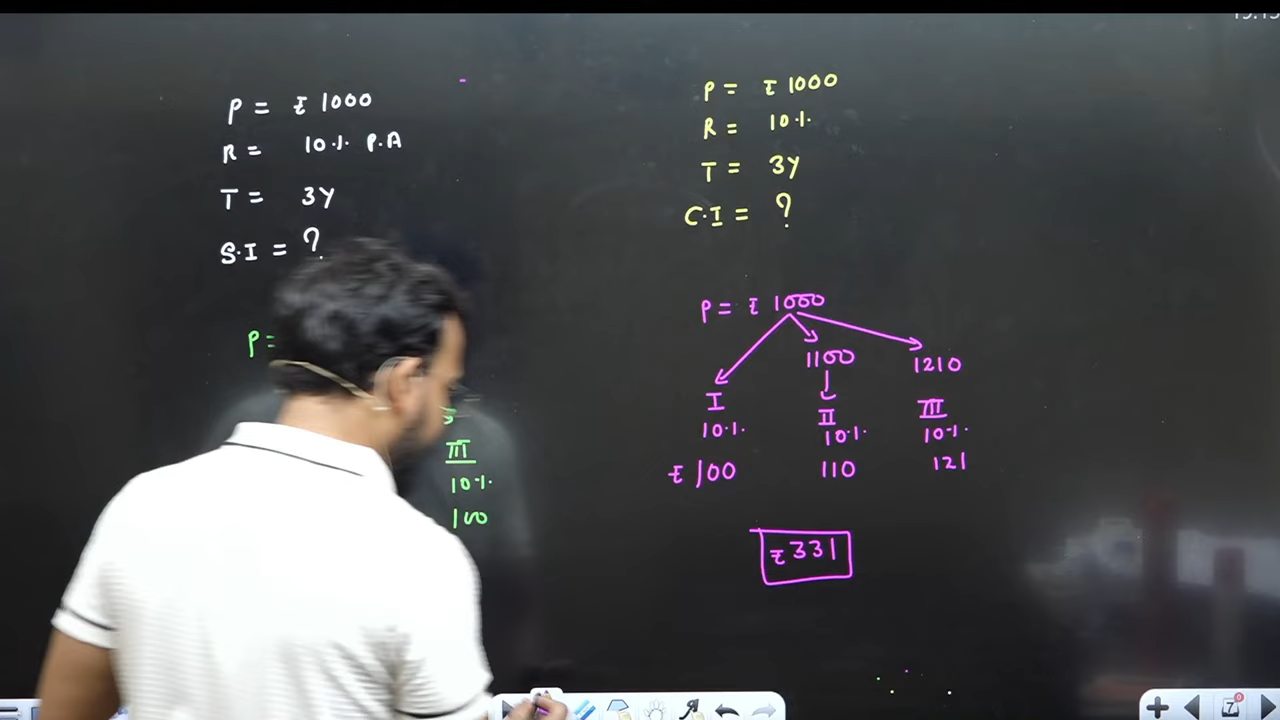 P = ₹ 1000
R = 10% P.A
T = 3Y
S.I = ?
P =
III
10%
100
P = ₹ 1000
R = 10%
T = 3Y
C.I = ?
P = ₹ 1000
1100 1210
I II III
10% 10% 10%
₹ 100 110 121
₹ 331
7